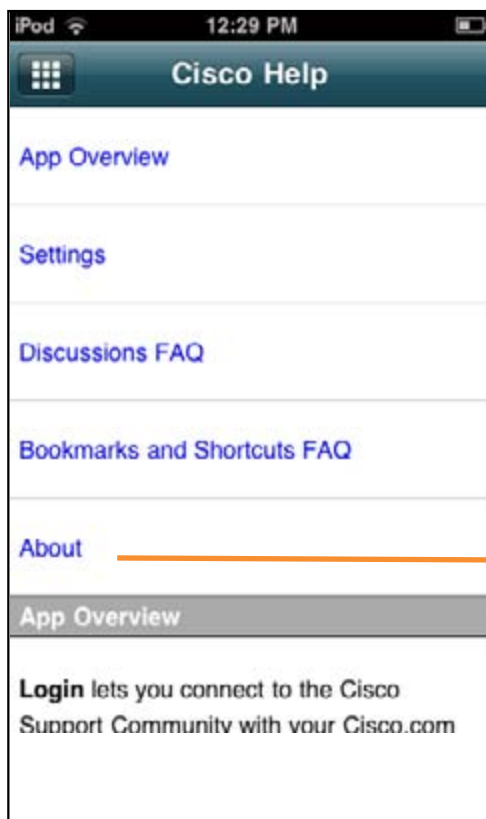 iPod 12:29 PM
Cisco Help
App Overview
Settings
Discussions FAQ
Bookmarks and Shortcuts FAQ
About
App Overview
Login lets you connect to the Cisco
Support Community with your Cisco.com